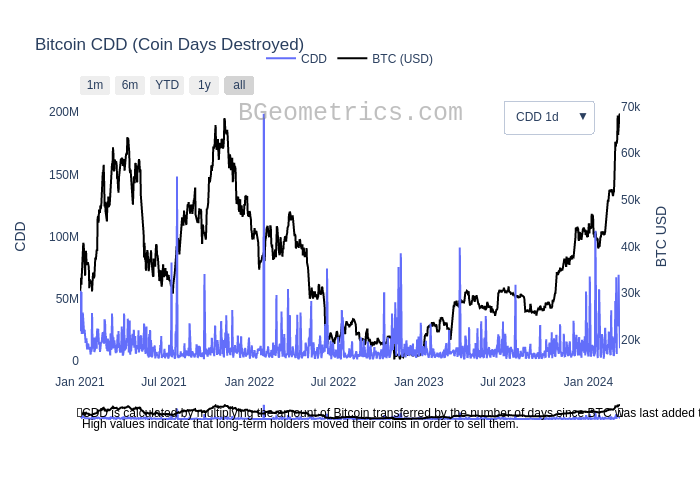 Bitcoin CDD (Coin Days Destroyed)
CDD BTC (USD)
1m 6m YTD 1y all
BGeometrics.com
CDD 1d ▼
200M
150M
100M
50M
0
CDD
70k
60k
50k
40k
30k
20k
BTC USD
Jan 2021 Jul 2021 Jan 2022 Jul 2022 Jan 2023 Jul 2023 Jan 2024
CDD is calculated by multiplying the amount of Bitcoin transferred by the number of days since BTC was last added t
High values indicate that long-term holders moved their coins in order to sell them.